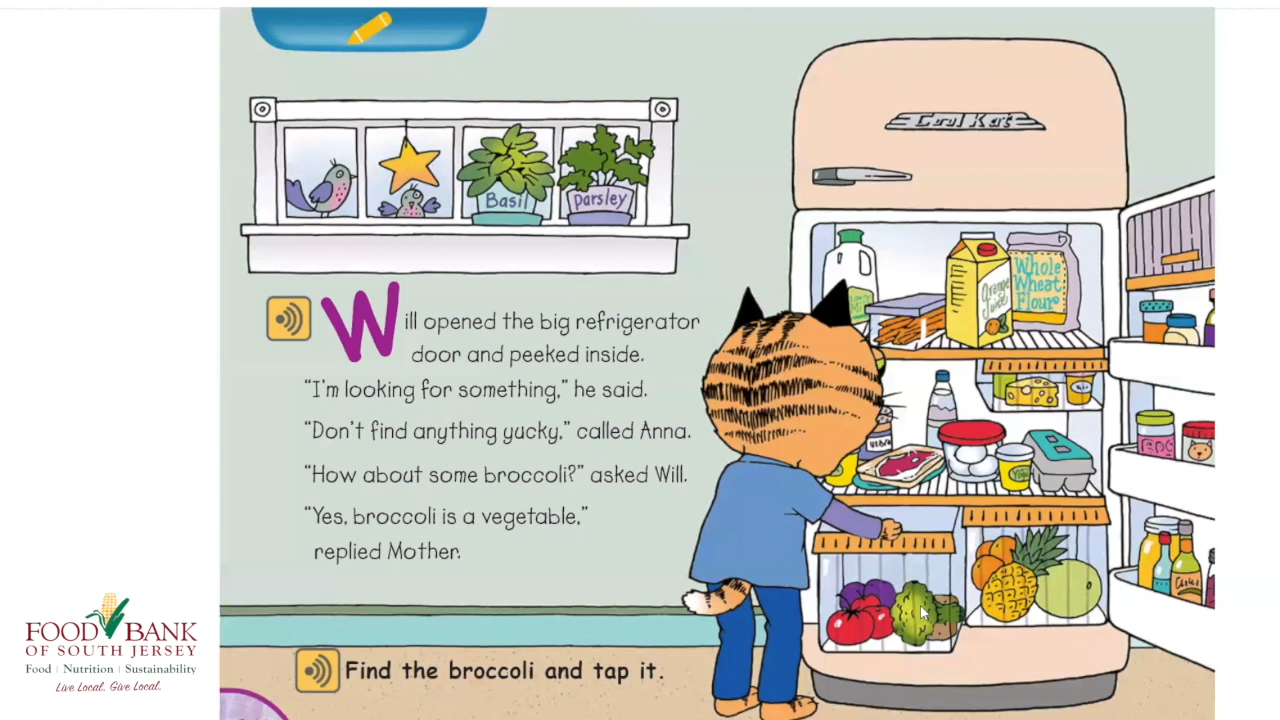 Cool Kat
Basil
parsley
Orange
Juice
Whole
Wheat
Flour
Will opened the big refrigerator
door and peeked inside.
"I'm looking for something," he said.
"Don't find anything yucky," called Anna.
"How about some broccoli?" asked Will.
"Yes, broccoli is a vegetable,"
replied Mother.
Find the broccoli and tap it.
FOOD BANK
OF SOUTH JERSEY
Food | Nutrition | Sustainability
Live Local. Give Local.